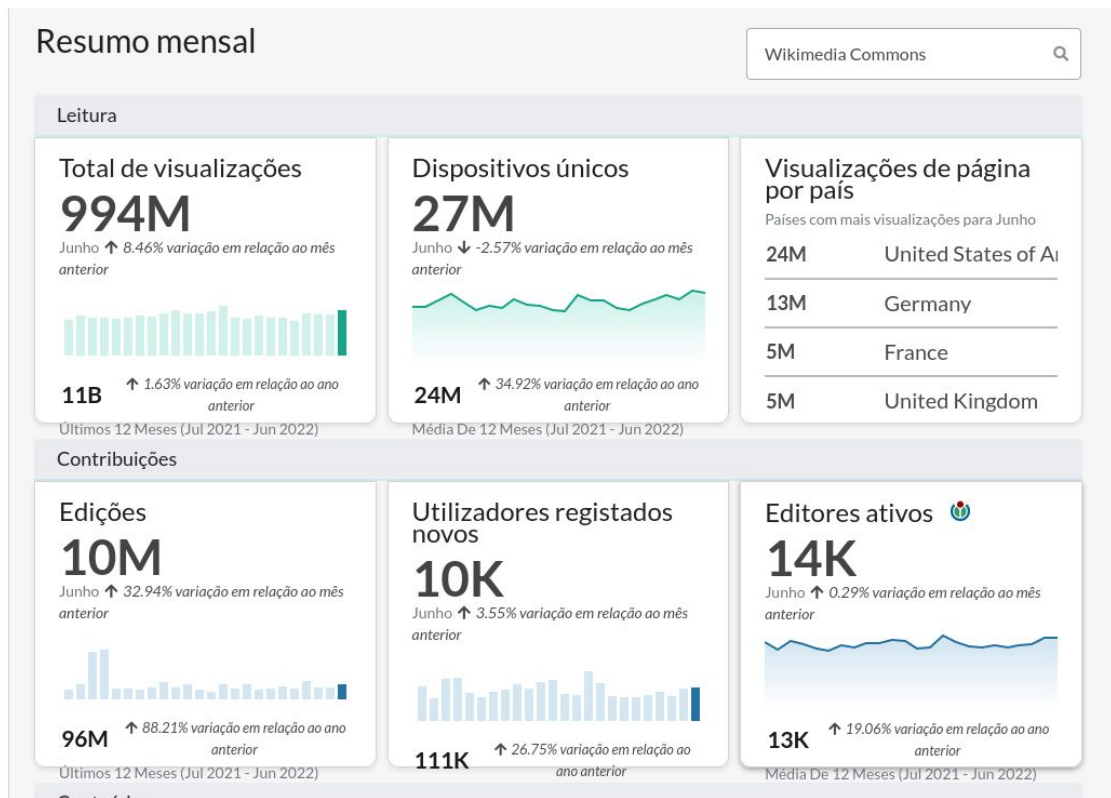 Resumo mensal
Wikimedia Commons
Leitura
Total de visualizações
994M
Junho ↑ 8.46% variação em relação ao mês
anterior
11B ↑ 1.63% variação em relação ao ano
anterior
Últimos 12 Meses (Jul 2021 - Jun 2022)
Dispositivos únicos
27M
Junho ↓ -2.57% variação em relação ao mês
anterior
24M ↑ 34.92% variação em relação ao ano
anterior
Média De 12 Meses (Jul 2021 - Jun 2022)
Visualizações de página
por país
Países com mais visualizações para Junho
24M United States of
13M Germany
5M France
5M United Kingdom
Contribuições
Edições
10M
Junho ↑ 32.94% variação em relação ao mês
anterior
96M ↑ 88.21% variação em relação ao ano
anterior
Últimos 12 Meses (Jul 2021 - Jun 2022)
Utilizadores registados
novos
10K
Junho ↑ 3.55% variação em relação ao mês
anterior
111K ↑ 26.75% variação em relação ao
ano anterior
Editores ativos
14K
Junho ↑ 0.29% variação em relação ao mês
anterior
13K ↑ 19.06% variação em relação ao ano
anterior
Média De 12 Meses (Jul 2021 - Jun 2022)